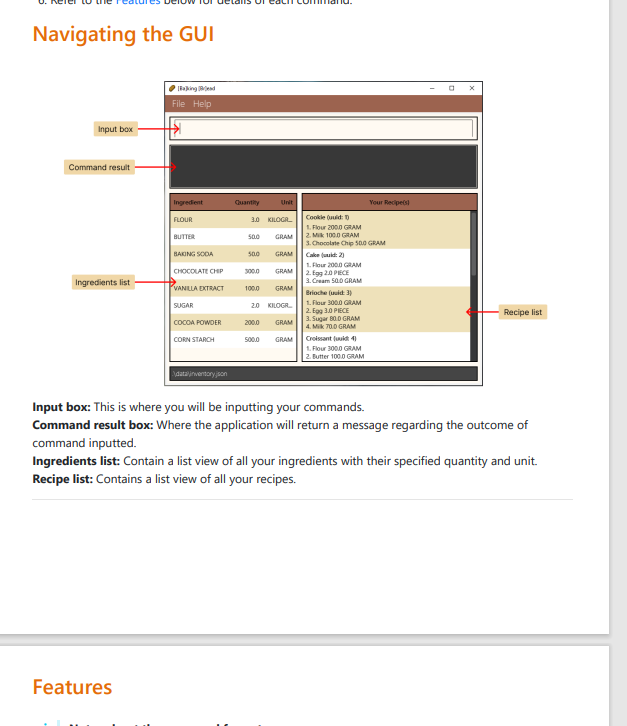 6. Refer to the Features below for details of each command.
Navigating the GUI
[Ba]king [Br]ead
File Help
Input box
Command result
Ingredient Quantity Unit
FLOUR 3.0 KILOGR...
BUTTER 50.0 GRAM
BAKING SODA 50.0 GRAM
CHOCOLATE CHIP 300.0 GRAM
VANILLA EXTRACT 100.0 GRAM
SUGAR 2.0 KILOGR...
COCOA POWDER 200.0 GRAM
CORN STARCH 500.0 GRAM
Ingredients list
Your Recipe(s)
Cookie (uuid: 1)
1. Flour 200.0 GRAM
2. Milk 100.0 GRAM
3. Chocolate Chip 50.0 GRAM
Cake (uuid: 2)
1. Flour 200.0 GRAM
2. Egg 2.0 PIECE
3. Cream 50.0 GRAM
Brioche (uuid: 3)
1. Flour 300.0 GRAM
2. Egg 3.0 PIECE
3. Sugar 80.0 GRAM
4. Milk 70.0 GRAM
Croissant (uuid: 4)
1. Flour 300.0 GRAM
2. Butter 100.0 GRAM
Recipe list
.\data\inventory.json
Input box: This is where you will be inputting your commands.
Command result box: Where the application will return a message regarding the outcome of
command inputted.
Ingredients list: Contain a list view of all your ingredients with their specified quantity and unit.
Recipe list: Contains a list view of all your recipes.
Features